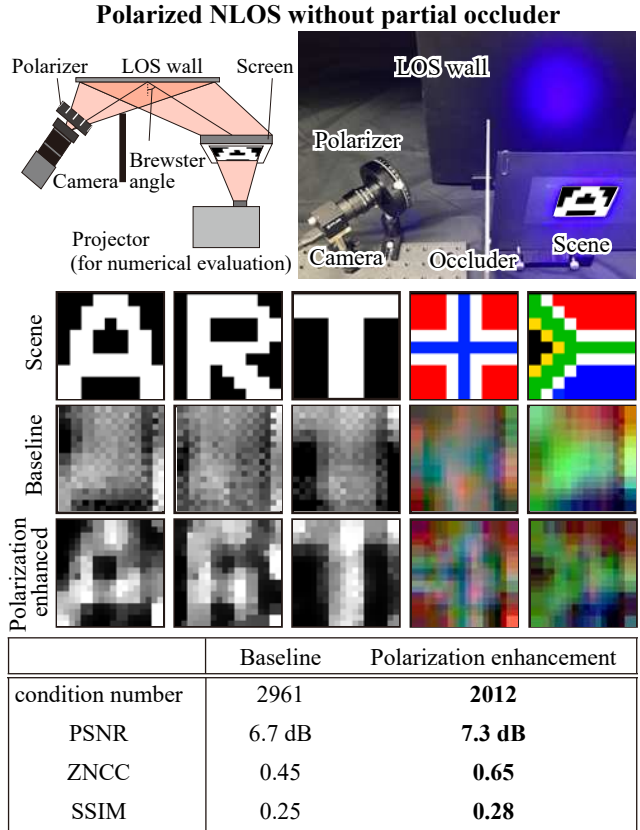 Polarized NLOS without partial occluder
Polarizer
LOS wall
Screen
Camera
Brewster
angle
Projector
(for numerical evaluation)
LOS wall
Polarizer
Camera
Occluder
Scene
Scene
Baseline
Polarization
enhanced
Baseline Polarization enhancement
condition number 2961 2012
PSNR 6.7 dB 7.3 dB
ZNCC 0.45 0.65
SSIM 0.25 0.28